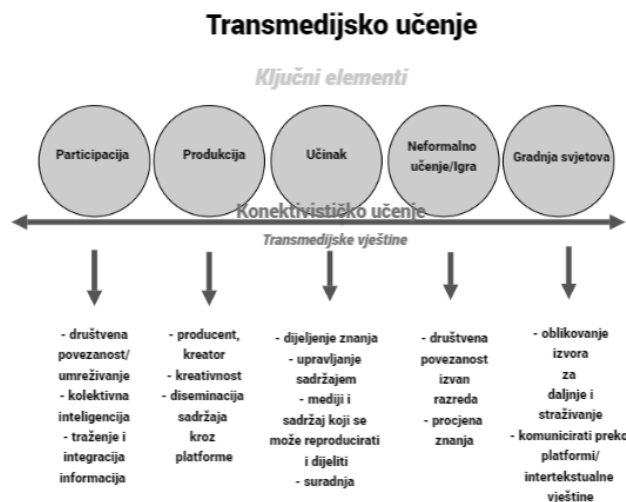 Transmedijsko učenje
Ključni elementi
Participacija
Produkcija
Učinak
Neformalno
učenje/Igra
Gradnja svjetova
Konektivističko učenje
Transmedijske vještine
- društvena
povezanost/
umreživanje
- kolektivna
inteligencija
- traženje i
integracija
informacija
- producent,
kreator
- kreativnost
- diseminacija
sadržaja
kroz
platforme
- dijeljenje znanja
- upravljanje
sadržajem
- mediji i
sadržaj koji se
može reproducirati
i dijeliti
- suradnja
- društvena
povezanost
izvan
razreda
- procjena
znanja
- oblikovanje
izvora
za
daljnje i
straživanje
- komunicirati preko
platformi/
intertekstualne
vještine